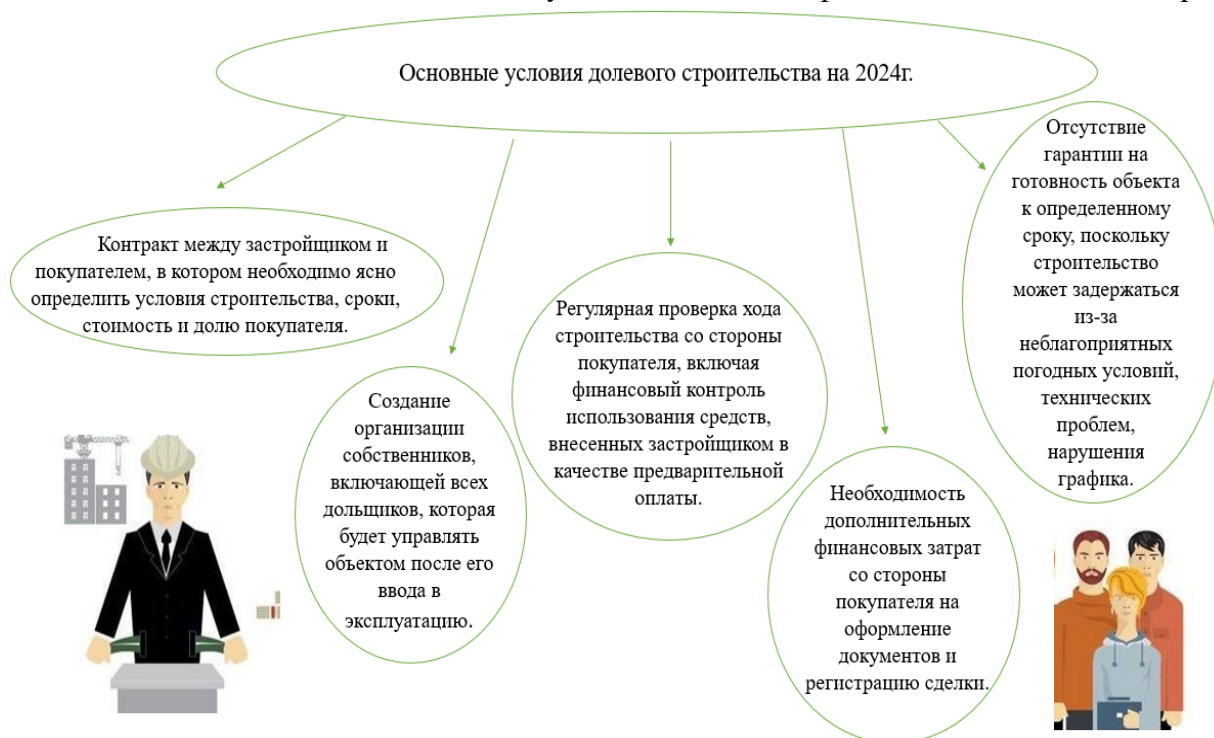 Основные условия долевого строительства на 2024г.
Контракт между застройщиком и
покупателем, в котором необходимо ясно
определить условия строительства, сроки,
стоимость и долю покупателя.
Создание
организации
собственников,
включающей всех
дольщиков, которая
будет управлять
объектом после его
ввода в
эксплуатацию.
Регулярная проверка хода
строительства со стороны
покупателя, включая
финансовый контроль
использования средств,
внесенных застройщиком в
качестве предварительной
оплаты.
Необходимость
дополнительных
финансовых затрат
со стороны
покупателя на
оформление
документов и
регистрацию сделки.
Отсутствие
гарантии на
готовность объекта
к определенному
сроку, поскольку
строительство
может задержаться
из-за
неблагоприятных
погодных условий,
технических
проблем,
нарушения
графика.